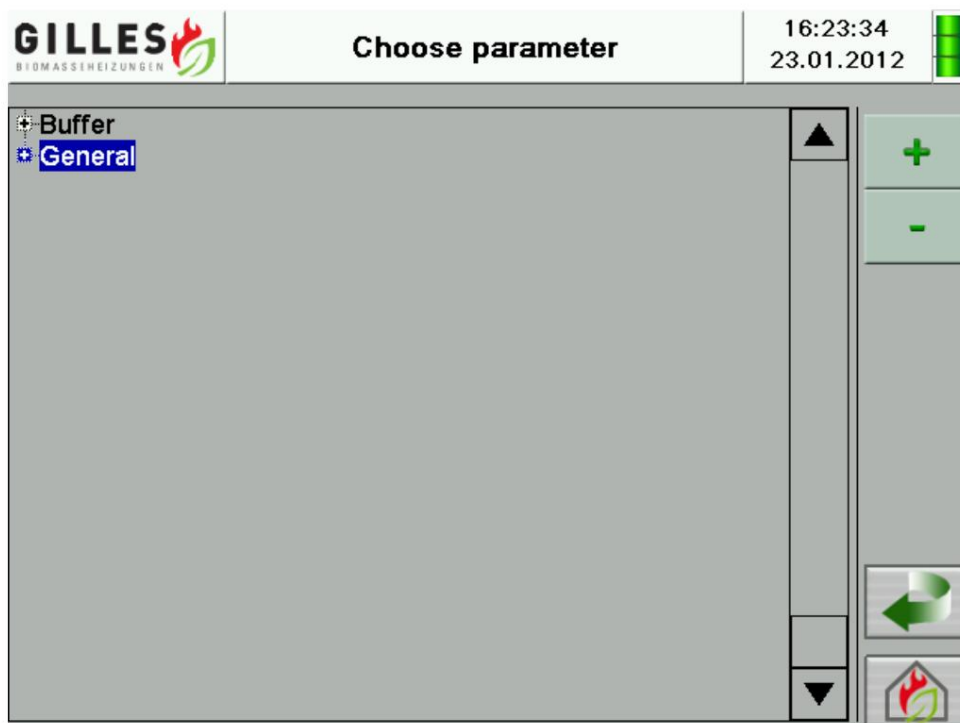 GILLES
BIOMASSEHEIZUNGEN
Choose parameter
16:23:34
23.01.2012
Buffer
General
+
-